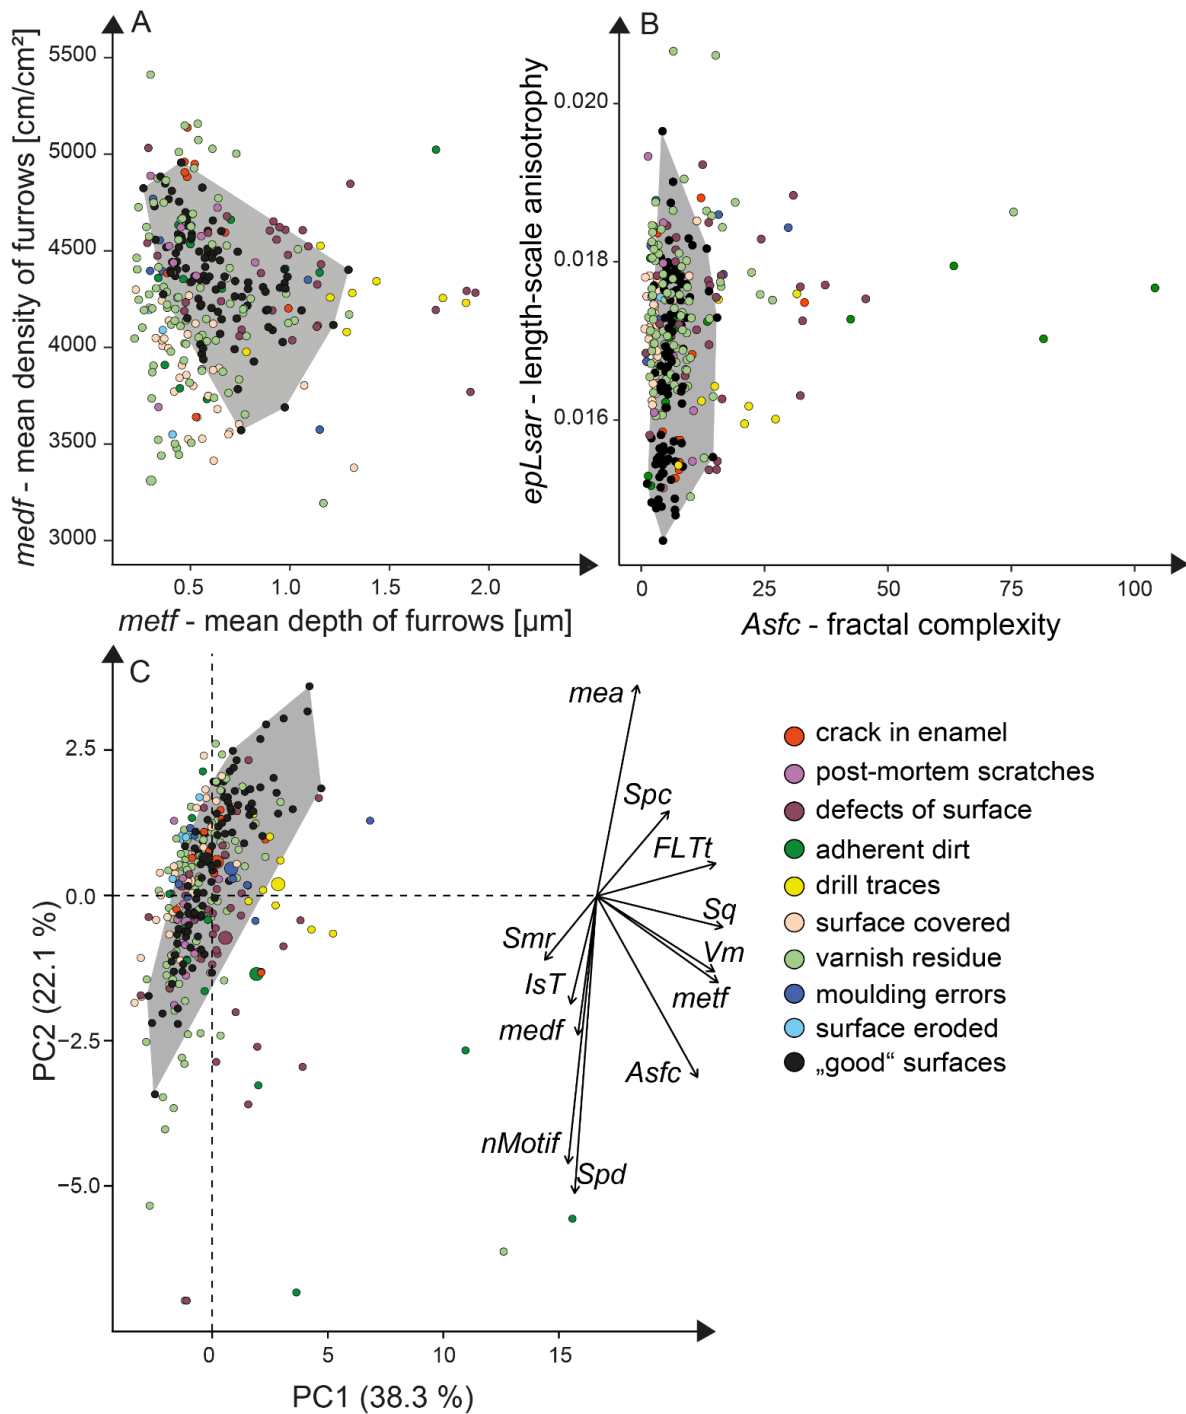 A
medf - mean density of furrows [cm/cm²]
5500
5000
4500
4000
3500
3000
0.5 1.0 1.5 2.0
metf - mean depth of furrows [µm]
B
epLsar - length-scale anisotropy
0.020
0.018
0.016
0 25 50 75 100
Asfc - fractal complexity
C
PC2 (22.1 %)
2.5
0.0
−2.5
−5.0
0 5 10 15
PC1 (38.3 %)
mea
Spc
FLTt
Sq
Vm
metf
Asfc
Smr
IsT
medf
nMotif
Spd
crack in enamel
post-mortem scratches
defects of surface
adherent dirt
drill traces
surface covered
varnish residue
moulding errors
surface eroded
„good“ surfaces